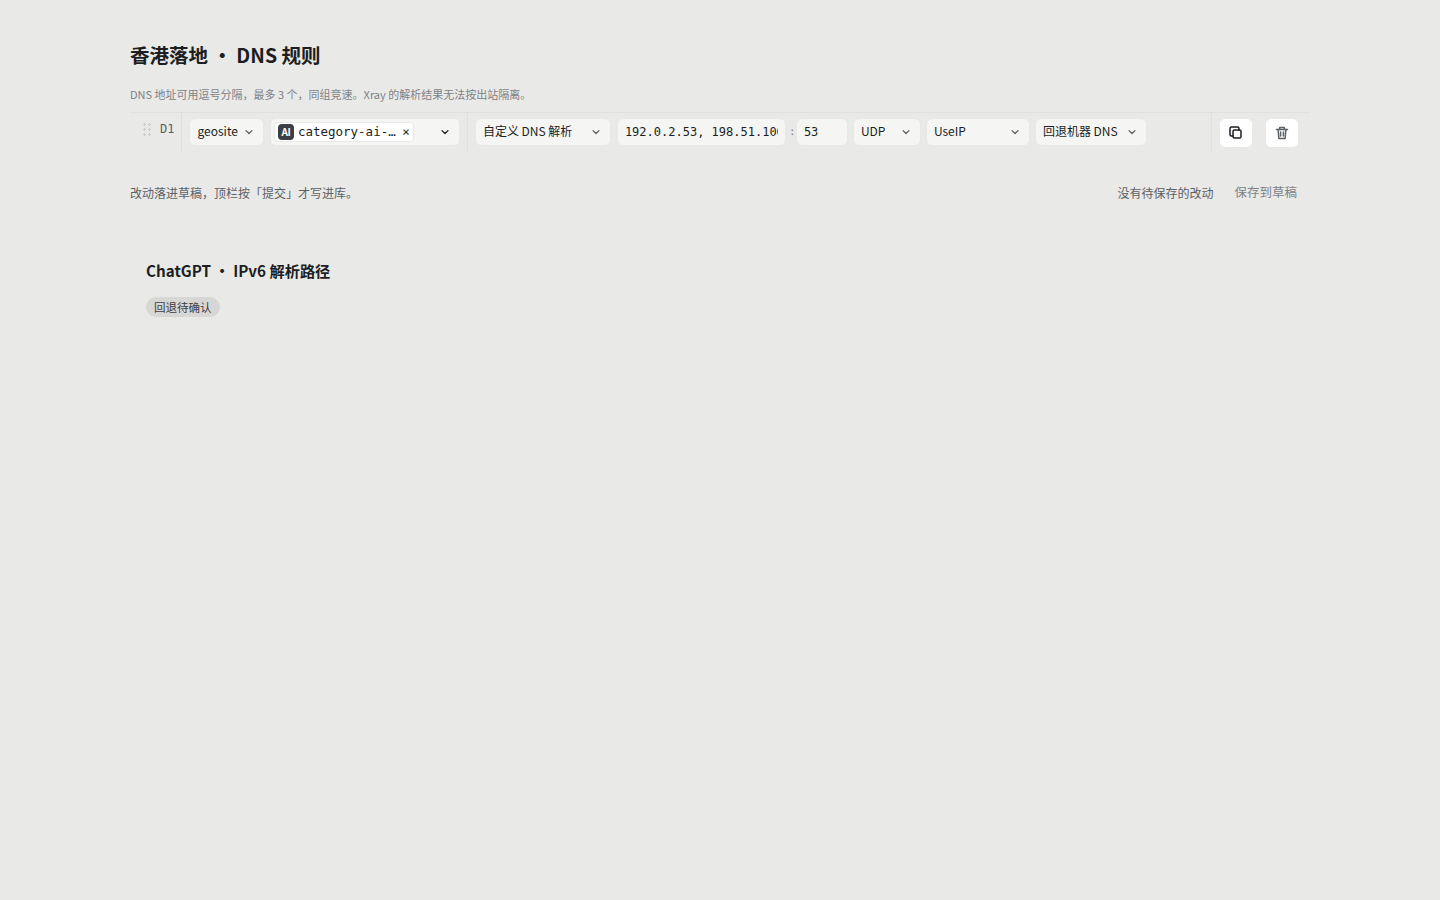 香港落地 • DNS 规则
DNS 地址可用逗号分隔，最多 3 个，同组竞速。Xray 的解析结果无法按出站隔离。
D1 geosite AI category-ai-… × 自定义 DNS 解析 192.0.2.53, 198.51.100 : 53 UDP UseIP 回退机器 DNS
改动落进草稿，顶栏按「提交」才写进库。 没有待保存的改动 保存到草稿
ChatGPT • IPv6 解析路径
回退待确认